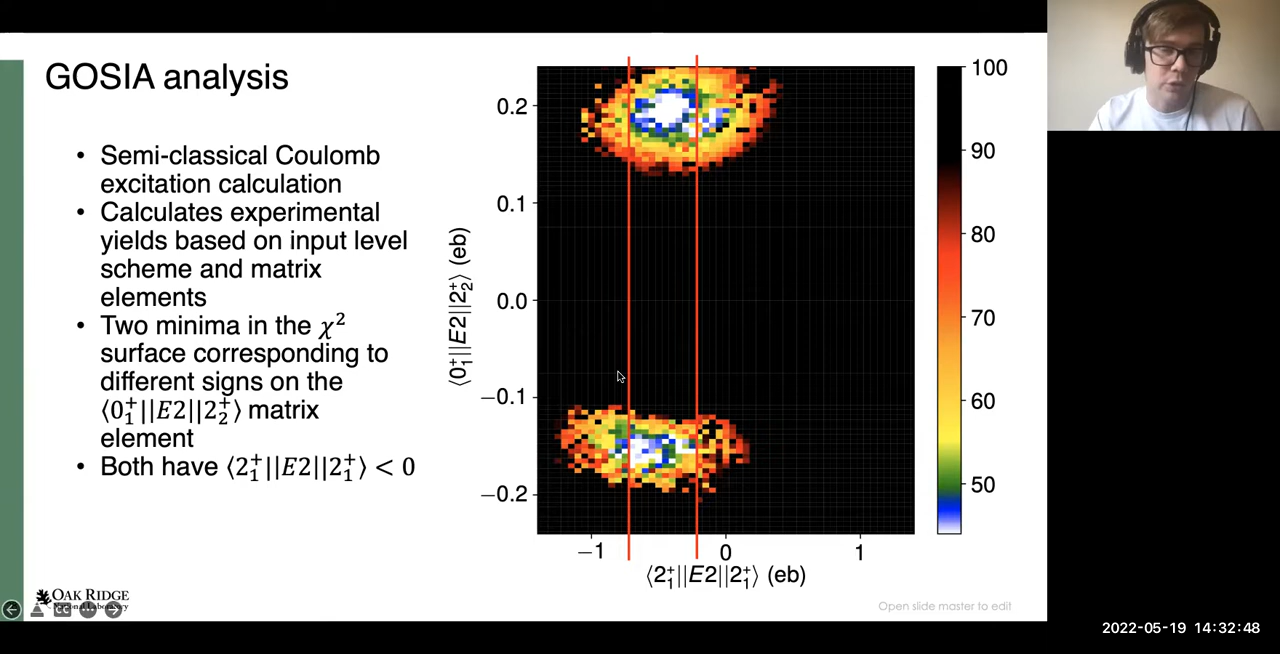 GOSIA analysis
• Semi-classical Coulomb
excitation calculation
• Calculates experimental
yields based on input level
scheme and matrix
elements
• Two minima in the χ²
surface corresponding to
different signs on the
⟨0₁⁺||E2||2₂⁺⟩ matrix
element
• Both have ⟨2₁⁺||E2||2₁⁺⟩ < 0
⟨0₁⁺||E2||2₂⁺⟩ (eb)
0.2
0.1
0.0
−0.1
−0.2
−1 0 1
⟨2₁⁺||E2||2₁⁺⟩ (eb)
100
90
80
70
60
50
OAK RIDGE
National Laboratory
CC
Open slide master to edit
2022-05-19 14:32:48